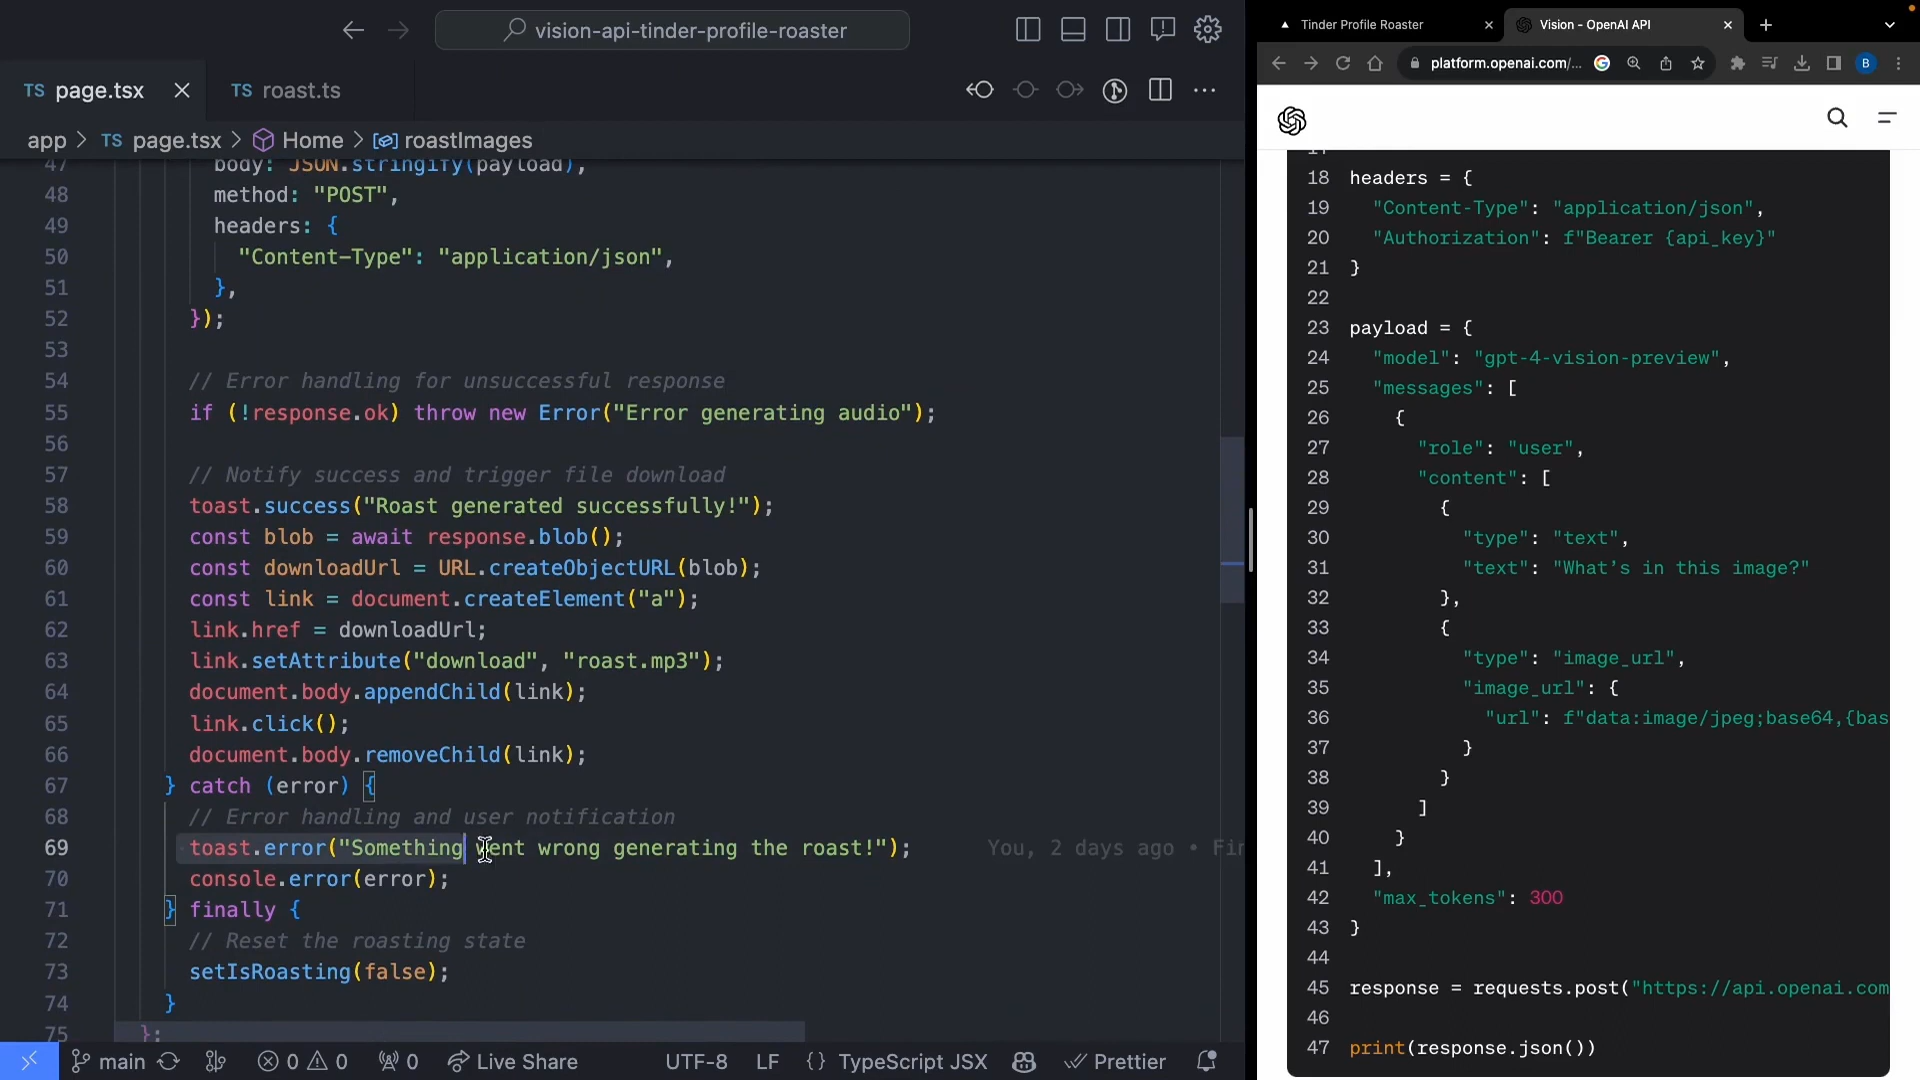 vision-api-tinder-profile-roaster
TS page.tsx
TS roast.ts
app > TS page.tsx > Home > roastImages
47 body: JSON.stringify(payload),
48 method: "POST",
49 headers: {
50 "Content-Type": "application/json",
51 },
52 });
53
54 // Error handling for unsuccessful response
55 if (!response.ok) throw new Error("Error generating audio");
56
57 // Notify success and trigger file download
58 toast.success("Roast generated successfully!");
59 const blob = await response.blob();
60 const downloadUrl = URL.createObjectURL(blob);
61 const link = document.createElement("a");
62 link.href = downloadUrl;
63 link.setAttribute("download", "roast.mp3");
64 document.body.appendChild(link);
65 link.click();
66 document.body.removeChild(link);
67 } catch (error) {
68 // Error handling and user notification
69 toast.error("Something went wrong generating the roast!"); You, 2 days ago • Fir
70 console.error(error);
71 } finally {
72 // Reset the roasting state
73 setIsRoasting(false);
74 }
75 };
main 0 0 0 Live Share UTF-8 LF {} TypeScript JSX Prettier
Tinder Profile Roaster
Vision - OpenAI API
platform.openai.com/...
B
18 headers = {
19 "Content-Type": "application/json",
20 "Authorization": f"Bearer {api_key}"
21 }
22
23 payload = {
24 "model": "gpt-4-vision-preview",
25 "messages": [
26 {
27 "role": "user",
28 "content": [
29 {
30 "type": "text",
31 "text": "What’s in this image?"
32 },
33 {
34 "type": "image_url",
35 "image_url": {
36 "url": f"data:image/jpeg;base64,{bas
37 }
38 }
39 ]
40 }
41 ],
42 "max_tokens": 300
43 }
44
45 response = requests.post("https://api.openai.com
46
47 print(response.json())